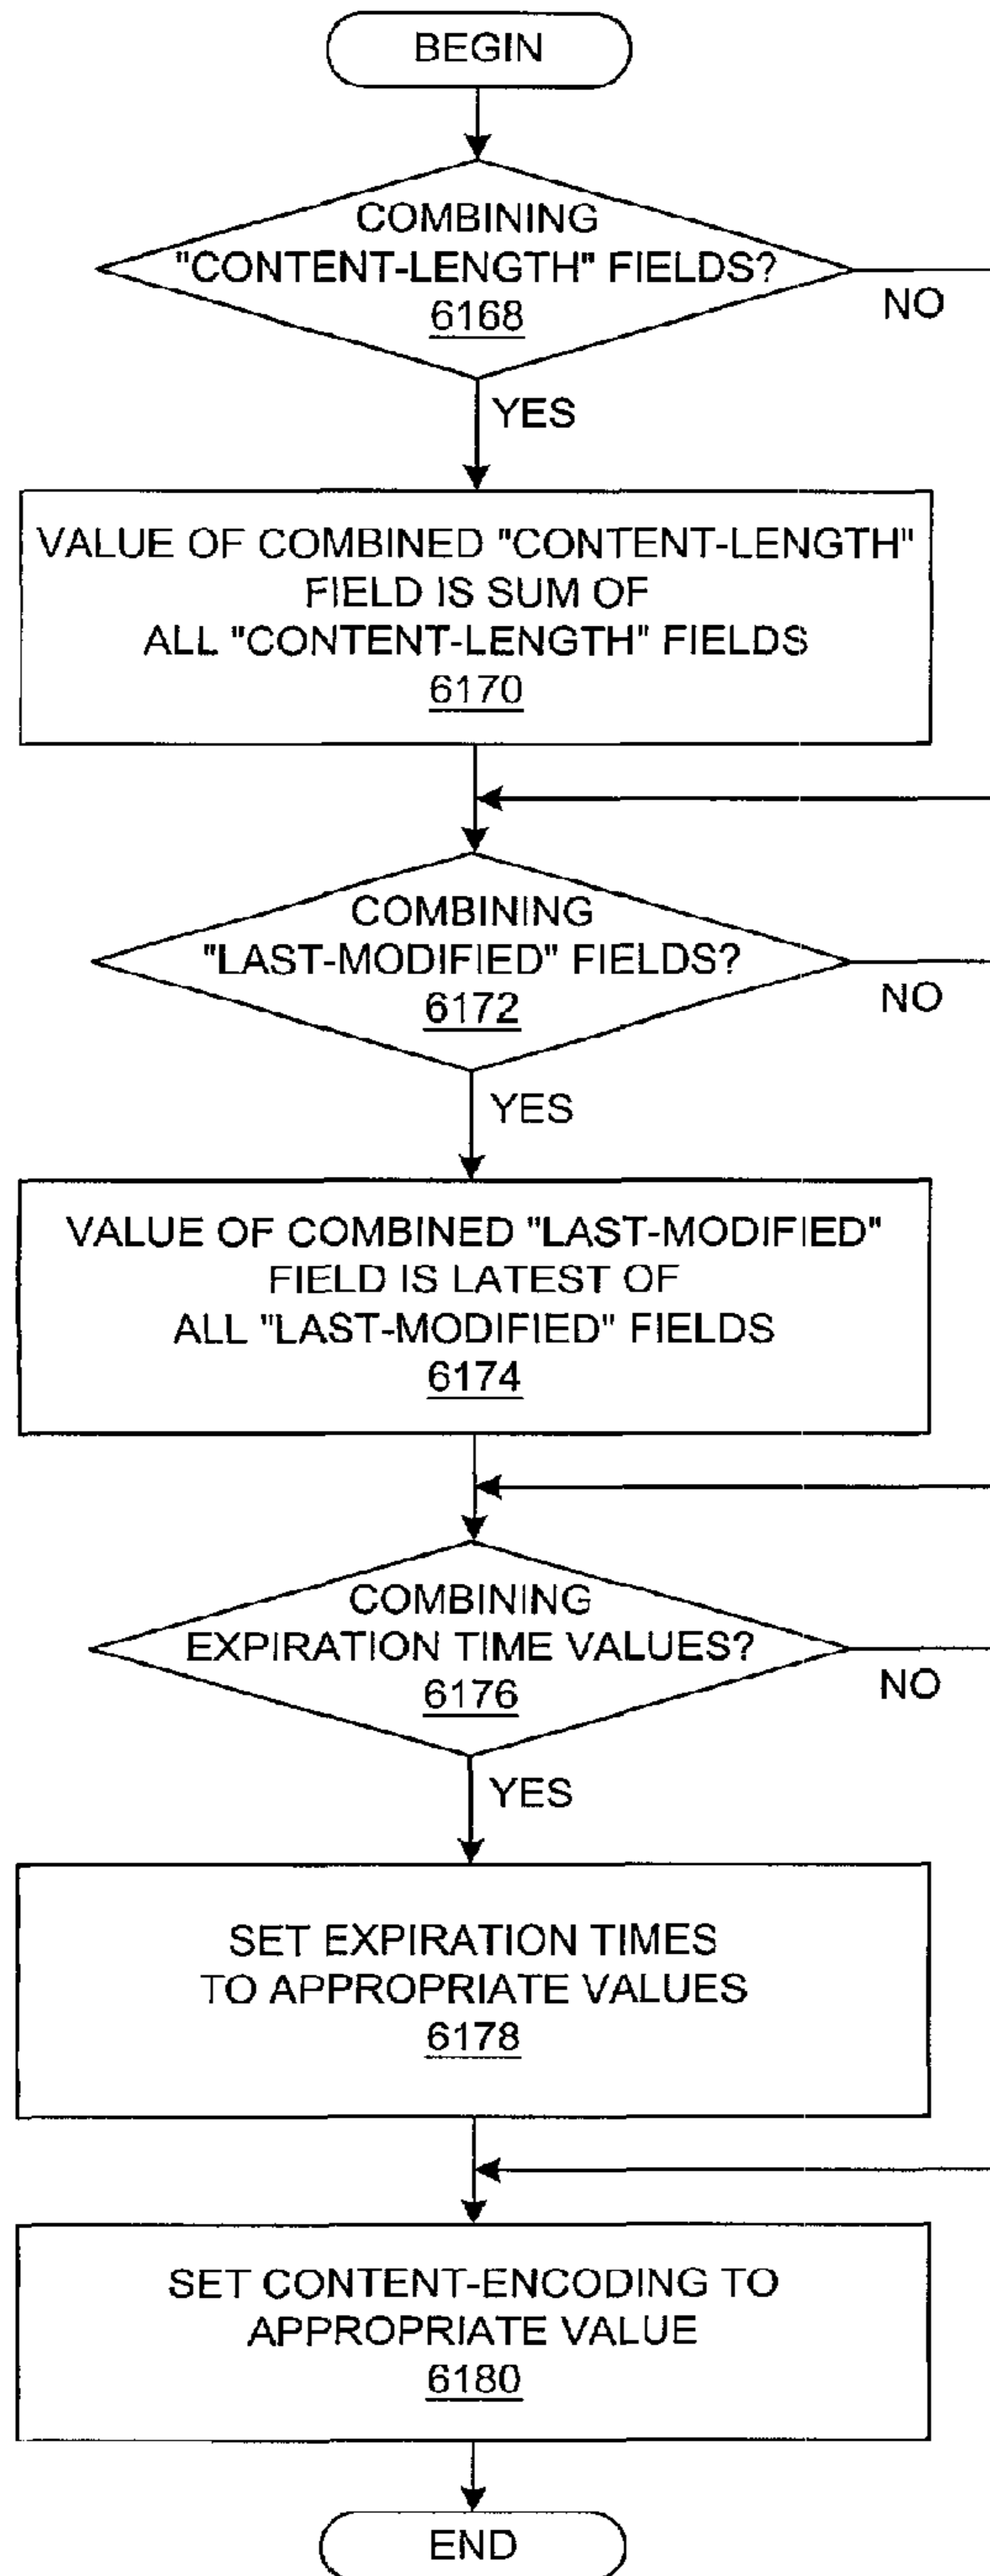 BEGIN
COMBINING
"CONTENT-LENGTH" FIELDS?
6168
NO
YES
VALUE OF COMBINED "CONTENT-LENGTH"
FIELD IS SUM OF
ALL "CONTENT-LENGTH" FIELDS
6170
COMBINING
"LAST-MODIFIED" FIELDS?
6172
NO
YES
VALUE OF COMBINED "LAST-MODIFIED"
FIELD IS LATEST OF
ALL "LAST-MODIFIED" FIELDS
6174
COMBINING
EXPIRATION TIME VALUES?
6176
NO
YES
SET EXPIRATION TIMES
TO APPROPRIATE VALUES
6178
SET CONTENT-ENCODING TO
APPROPRIATE VALUE
6180
END